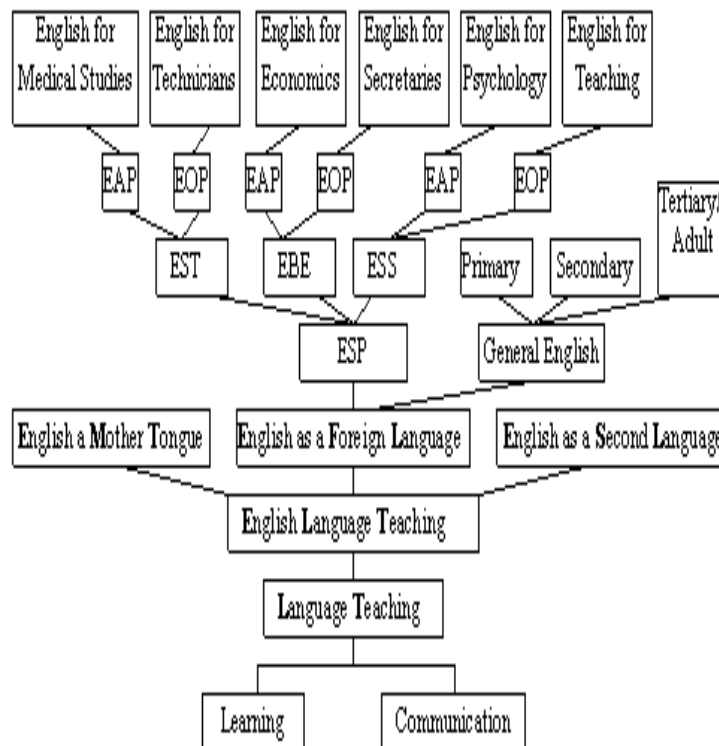 English for
Medical Studies
English for
Technicians
English for
Economics
English for
Secretaries
English for
Psychology
English for
Teaching
EAP
EOP
EAP
EOP
EAP
EOP
Tertiary/
Adult
EST
EBE
ESS
Primary
Secondary
ESP
General English
English a Mother Tongue
English as a Foreign Language
English as a Second Language
English Language Teaching
Language Teaching
Learning
Communication